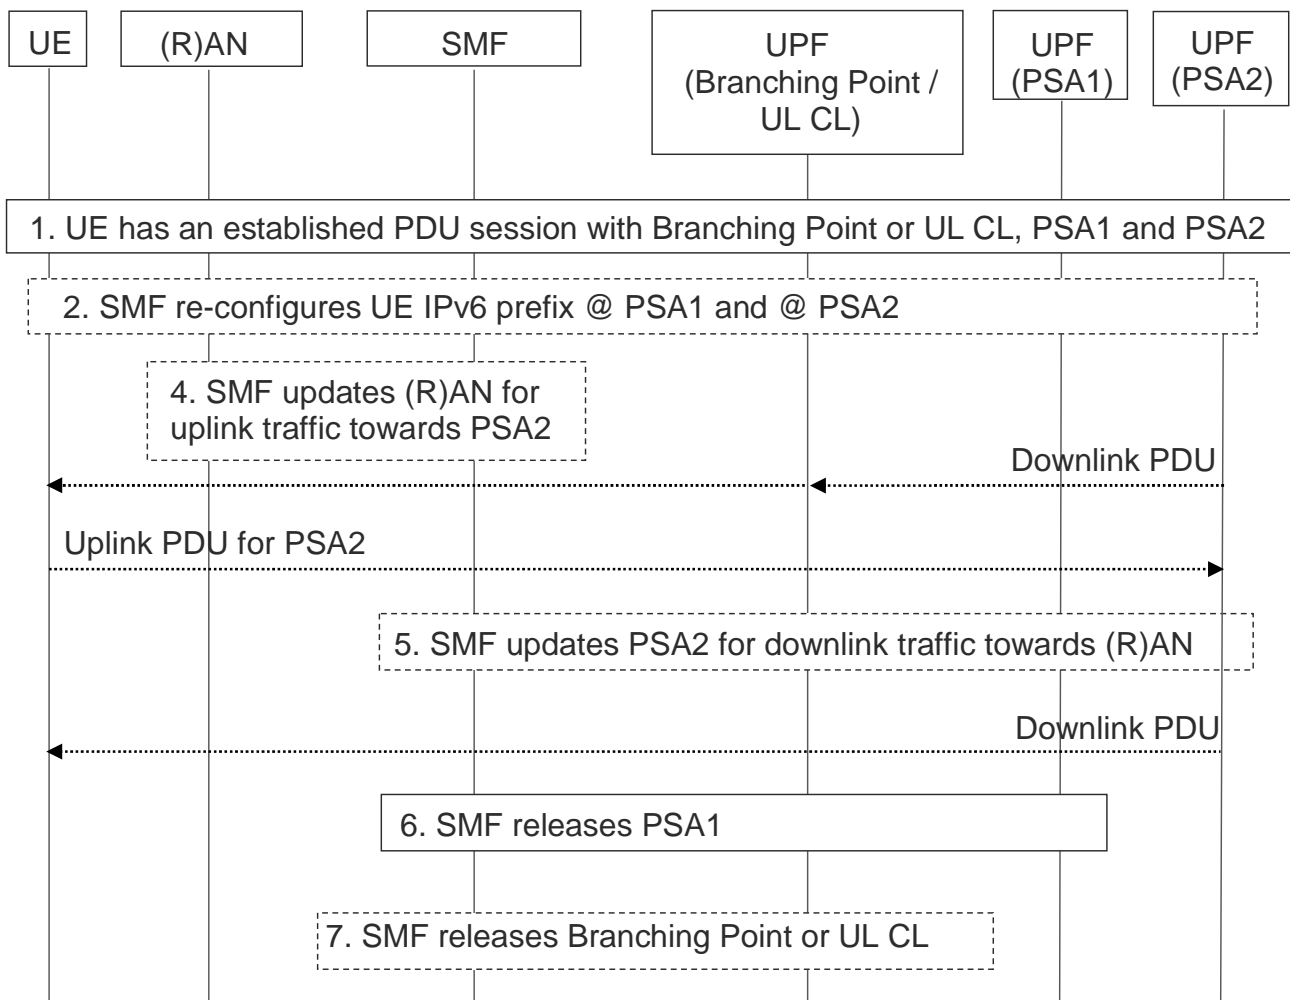 UE
(R)AN
SMF
UPF
(Branching Point /
UL CL)
UPF
(PSA1)
UPF
(PSA2)
1. UE has an established PDU session with Branching Point or UL CL, PSA1 and PSA2
2. SMF re-configures UE IPv6 prefix @ PSA1 and @ PSA2
4. SMF updates (R)AN for
uplink traffic towards PSA2
Downlink PDU
Uplink PDU for PSA2
5. SMF updates PSA2 for downlink traffic towards (R)AN
Downlink PDU
6. SMF releases PSA1
7. SMF releases Branching Point or UL CL